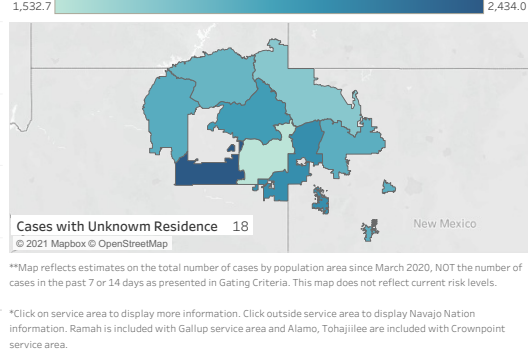 1,532.7 2,434.0
New Mexico
Cases with Unknowm Residence 18
© 2021 Mapbox © OpenStreetMap
**Map reflects estimates on the total number of cases by population area since March 2020, NOT the number of
cases in the past 7 or 14 days as presented in Gating Criteria. This map does not reflect current risk levels.
*Click on service area to display more information. Click outside service area to display Navajo Nation
information. Ramah is included with Gallup service area and Alamo, Tohajiilee are included with Crownpoint
service area.